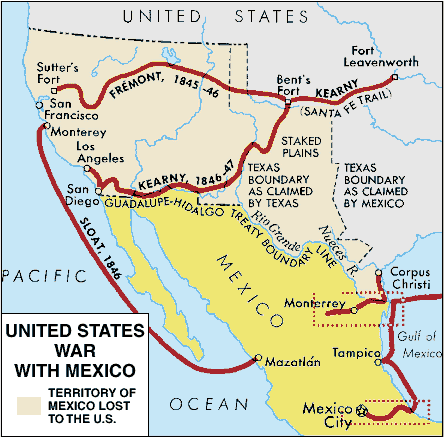 UNITED STATES
Fort
Leavenworth
Sutter's
Fort
FREMONT, 1845-46
Bent's
Fort
KEARNY
(SANTA FE TRAIL)
San
Francisco
Monterey
Los
Angeles
STAKED
PLAINS
KEARNY, 1846-47
TEXAS
BOUNDARY
AS CLAIMED
BY TEXAS
TEXAS
BOUNDARY
AS CLAIMED
BY MEXICO
San
Diego
GUADALUPE-HIDALGO TREATY BOUNDARY LINE
Rio Grande
Nueces R.
SLOAT, 1846
PACIFIC
OCEAN
MEXICO
Corpus
Christi
Monterrey
Gulf of
Mexico
Mazatlán
Tampico
Mexico
City
UNITED STATES
WAR
WITH MEXICO
TERRITORY OF
MEXICO LOST
TO THE U.S.